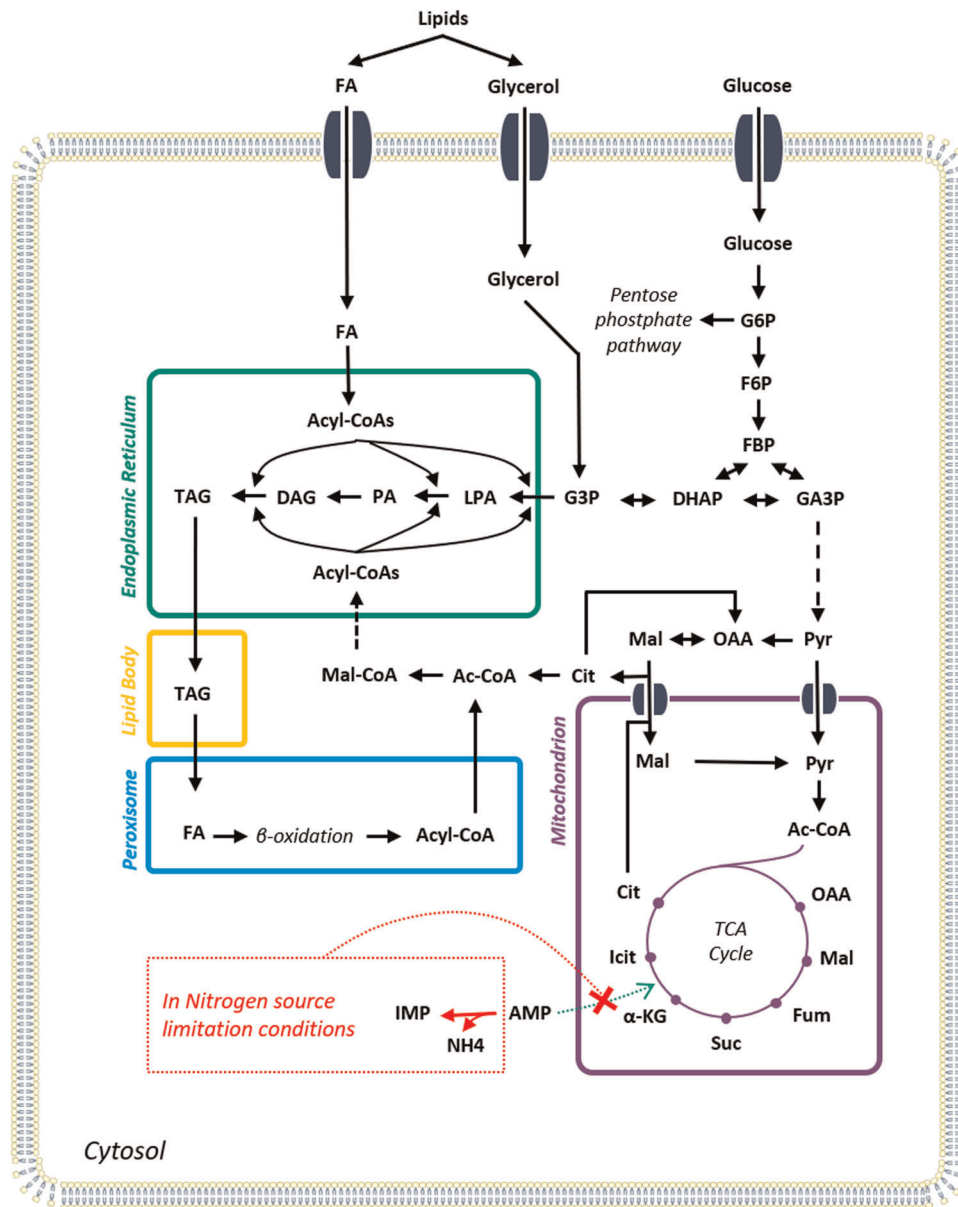 Lipids
FA
Glycerol
Glucose
Glucose
Glycerol
Pentose
phostphate
pathway
G6P
FA
F6P
Endoplasmic Reticulum
Acyl-CoAs
FBP
TAG
DAG
PA
LPA
G3P
DHAP
GA3P
Acyl-CoAs
Lipid Body
TAG
Mal-CoA
Ac-CoA
Cit
Mal
OAA
Pyr
Mitochondrion
Mal
Pyr
Peroxisome
FA
β-oxidation
Acyl-CoA
Ac-CoA
Cit
OAA
TCA
Cycle
Icit
Mal
α-KG
Fum
Suc
In Nitrogen source
limitation conditions
IMP
AMP
NH4
Cytosol